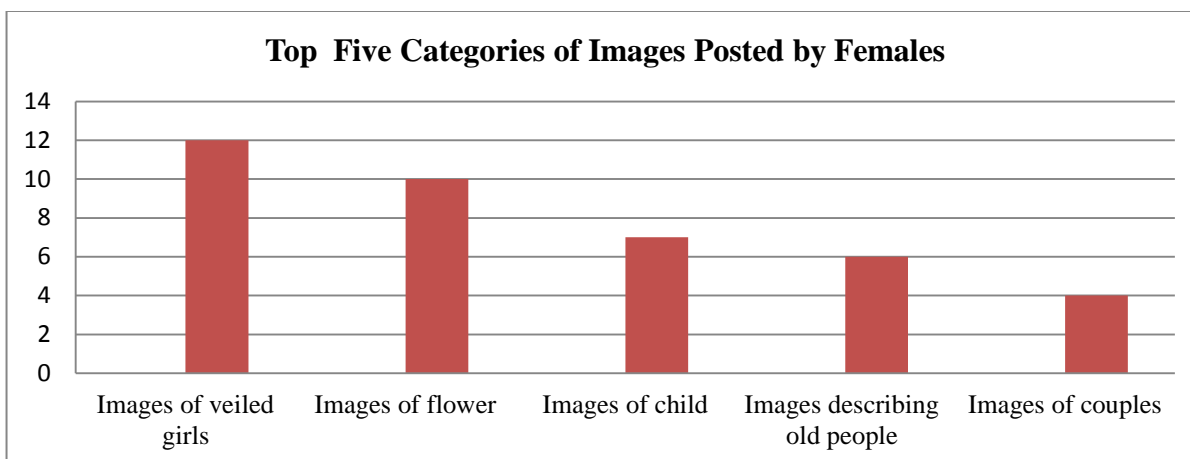 Top Five Categories of Images Posted by Females
14
12
10
8
6
4
2
0
Images of veiled girls
Images of flower
Images of child
Images describing old people
Images of couples